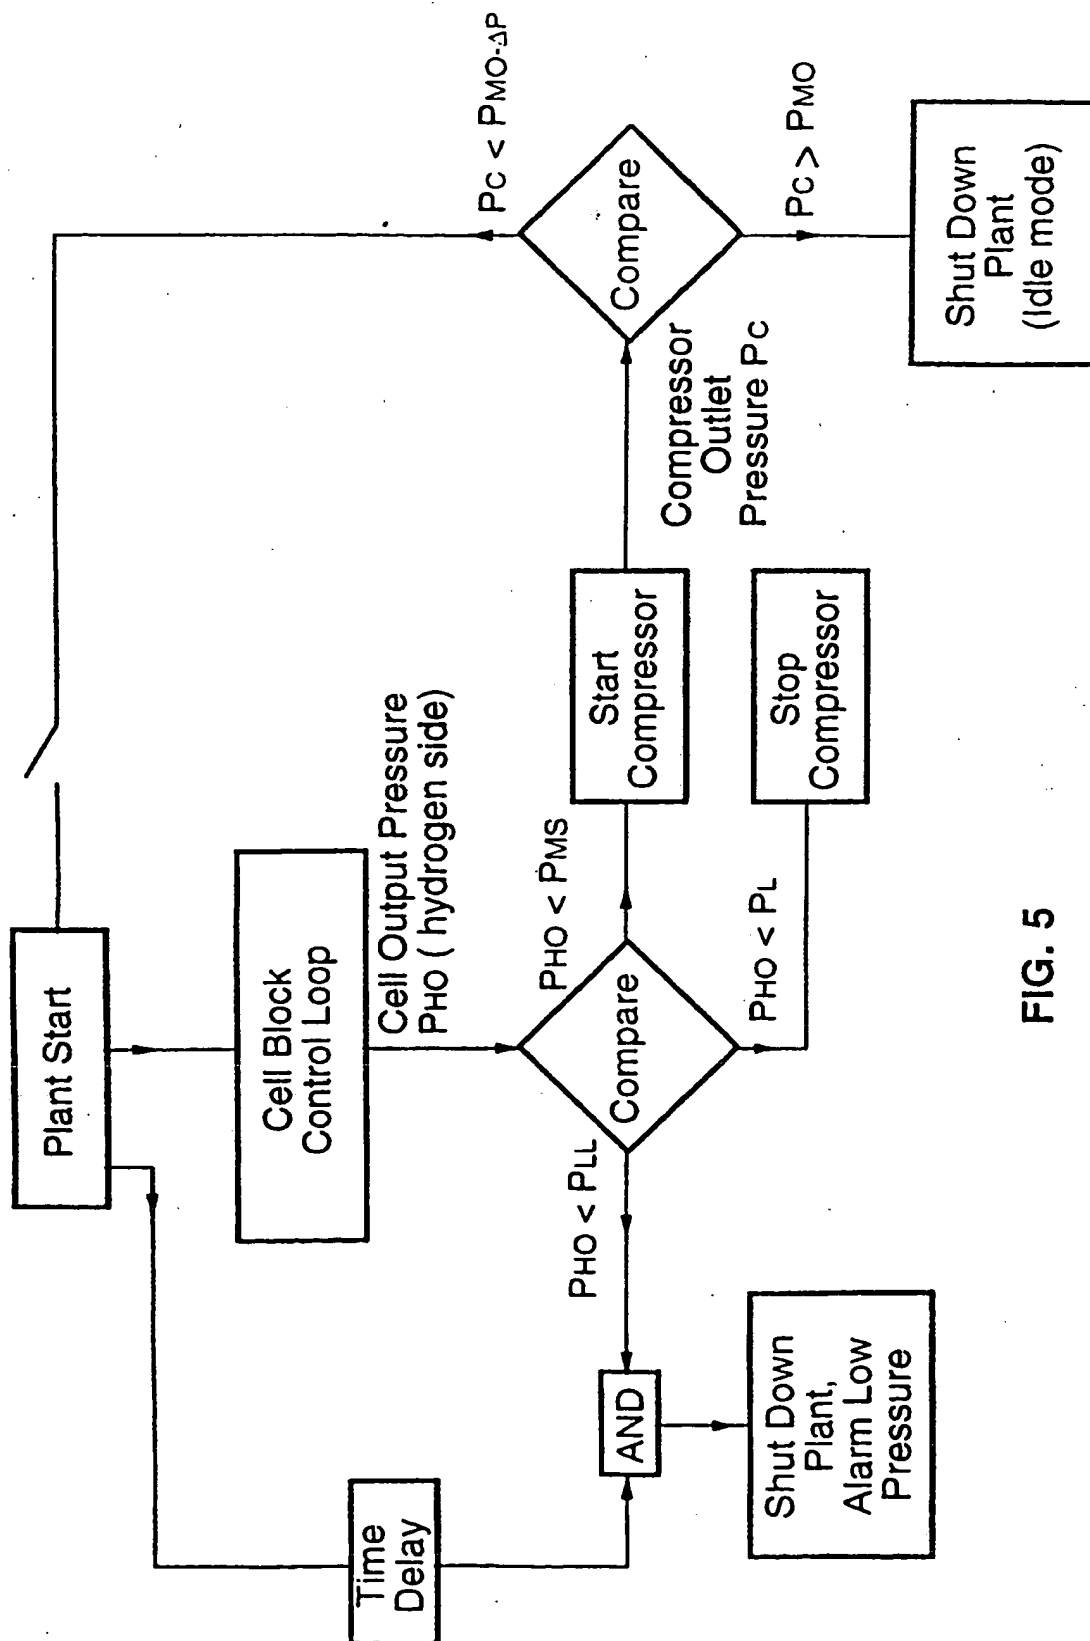 Plant Start
Cell Block
Control Loop
Cell Output Pressure
PHO ( hydrogen side)
Time
Delay
PHO < PLL
Compare
PHO < PMS
PHO < PL
AND
Shut Down
Plant,
Alarm Low
Pressure
Start
Compressor
Stop
Compressor
Compressor
Outlet
Pressure PC
Compare
PC < PMO-ΔP
PC > PMO
Shut Down
Plant
(Idle mode)
FIG. 5